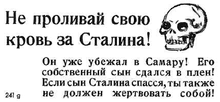 Не проливай свою
кровь за Сталина!
Он уже убежал в Самару! Его
собственный сын сдался в плен!
Если сын Сталина спасся, ты также
не должен жертвовать собой!
241 g